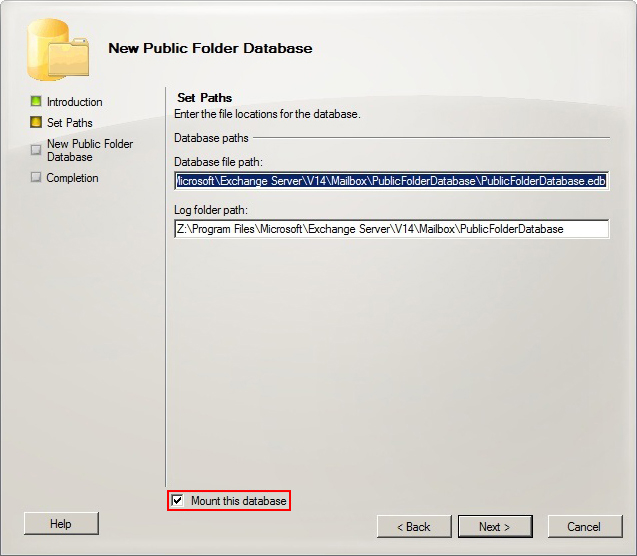 New Public Folder Database
Introduction
Set Paths
New Public Folder
Database
Completion
Set Paths
Enter the file locations for the database.
Database paths
Database file path:
Microsoft\Exchange Server\V14\Mailbox\PublicFolderDatabase\PublicFolderDatabase.edb
Log folder path:
Z:\Program Files\Microsoft\Exchange Server\V14\Mailbox\PublicFolderDatabase
Mount this database
Help
< Back
Next >
Cancel